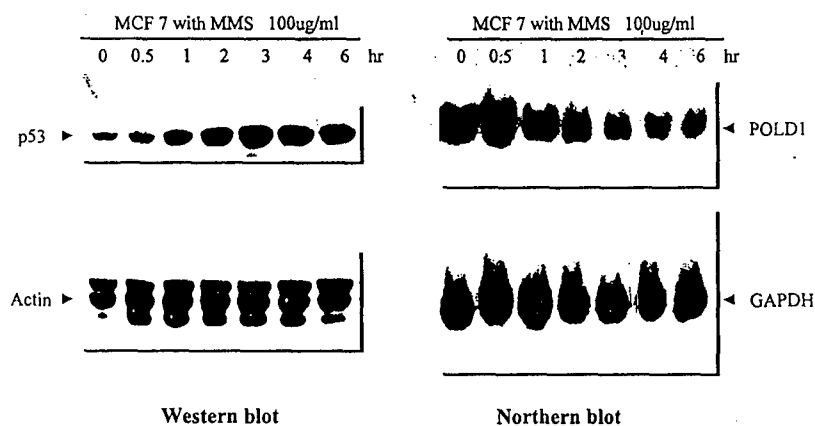 MCF 7 with MMS 100ug/ml
0 0.5 1 2 3 4 6 hr
p53
Actin
Western blot
MCF 7 with MMS 100ug/ml
0 0.5 1 2 3 4 6 hr
POLD1
GAPDH
Northern blot